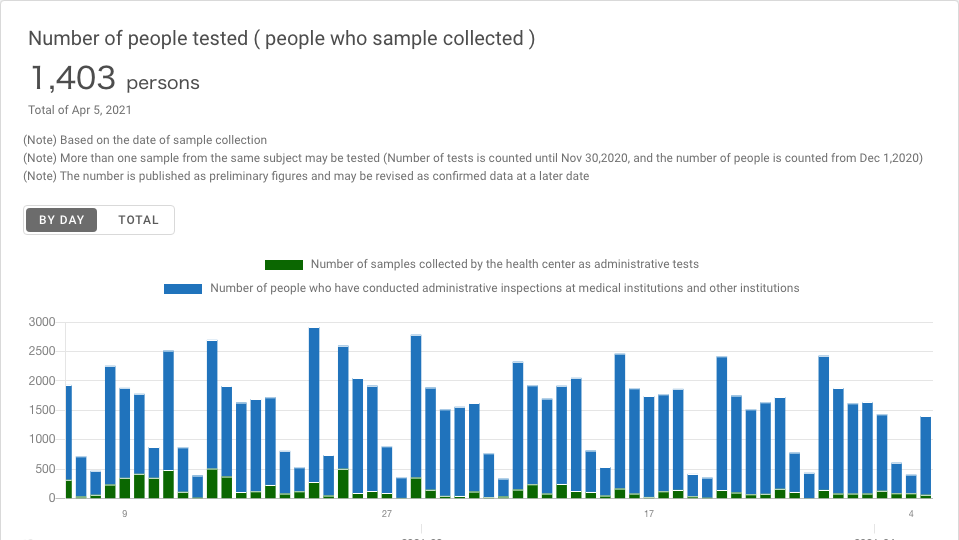 Number of people tested ( people who sample collected )
1,403 persons
Total of Apr 5, 2021
(Note) Based on the date of sample collection
(Note) More than one sample from the same subject may be tested (Number of tests is counted until Nov 30,2020, and the number of people is counted from Dec 1,2020)
(Note) The number is published as preliminary figures and may be revised as confirmed data at a later date
BY DAY TOTAL
Number of samples collected by the health center as administrative tests
Number of people who have conducted administrative inspections at medical institutions and other institutions
3000
2500
2000
1500
1000
500
0
9 27 17 4